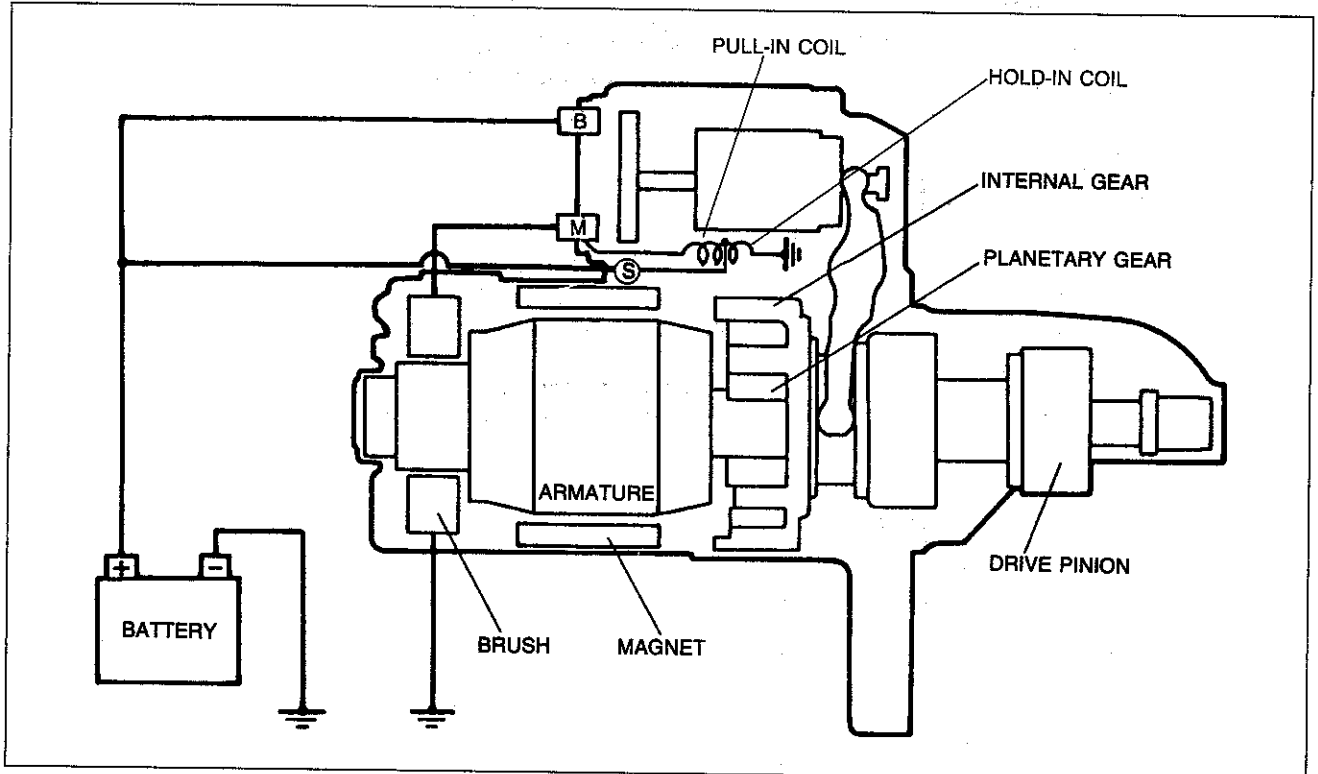 PULL-IN COIL
HOLD-IN COIL
B
INTERNAL GEAR
M
PLANETARY GEAR
S
ARMATURE
DRIVE PINION
+
-
BATTERY
BRUSH
MAGNET